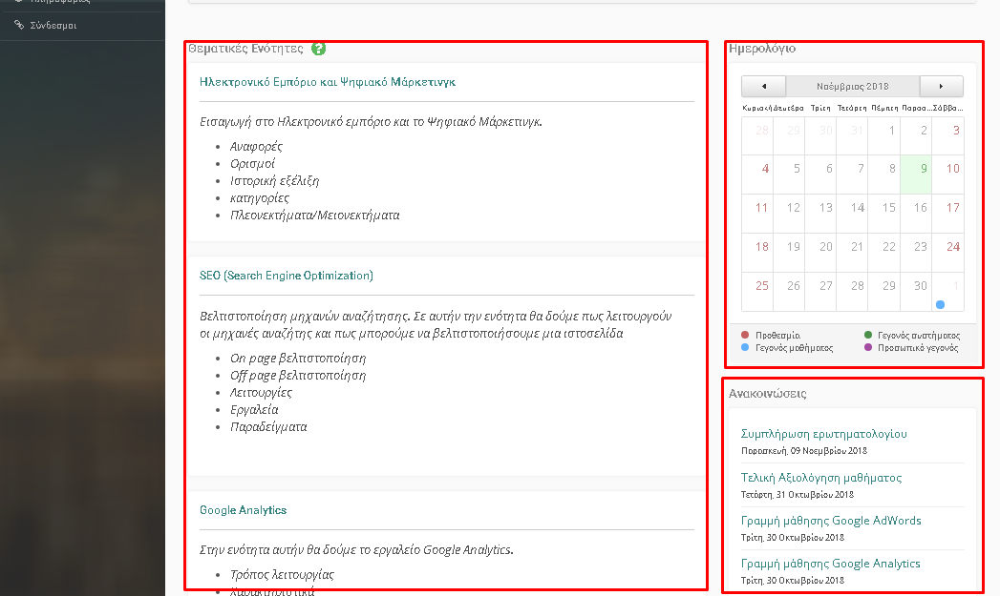 Πληροφορίες
Σύνδεσμοι
Θεματικές Ενότητες ?
Ηλεκτρονικό Εμπόριο και Ψηφιακό Μάρκετινγκ
Εισαγωγή στο Ηλεκτρονικό εμπόριο και το Ψηφιακό Μάρκετινγκ.
Αναφορές
Ορισμοί
Ιστορική εξέλιξη
κατηγορίες
Πλεονεκτήματα/Μειονεκτήματα
SEO (Search Engine Optimization)
Βελτιστοποίηση μηχανών αναζήτησης. Σε αυτήν την ενότητα θα δούμε πως λειτουργούν
οι μηχανές αναζήτης και πως μπορούμε να βελτιστοποιήσουμε μια ιστοσελίδα
On page βελτιστοποίηση
Off page βελτιστοποίηση
Λειτουργίες
Εργαλεία
Παραδείγματα
Google Analytics
Στην ενότητα αυτήν θα δούμε το εργαλείο Google Analytics.
Τρόπος λειτουργίας
Χαρακτηριστικά
Ημερολόγιο
Νοέμβριος 2018
Κυριακή Δευτέρα Τρίτη Τετάρτη Πέμπτη Παρασ... Σάββα...
28 29 30 31 1 2 3
4 5 6 7 8 9 10
11 12 13 14 15 16 17
18 19 20 21 22 23 24
25 26 27 28 29 30 1
Προθεσμία Γεγονός συστήματος
Γεγονός μαθήματος Προσωπικό γεγονός
Ανακοινώσεις
Συμπλήρωση ερωτηματολογίου
Παρασκευή, 09 Νοεμβρίου 2018
Τελική Αξιολόγηση μαθήματος
Τετάρτη, 31 Οκτωβρίου 2018
Γραμμή μάθησης Google AdWords
Τρίτη, 30 Οκτωβρίου 2018
Γραμμή μάθησης Google Analytics
Τρίτη, 30 Οκτωβρίου 2018